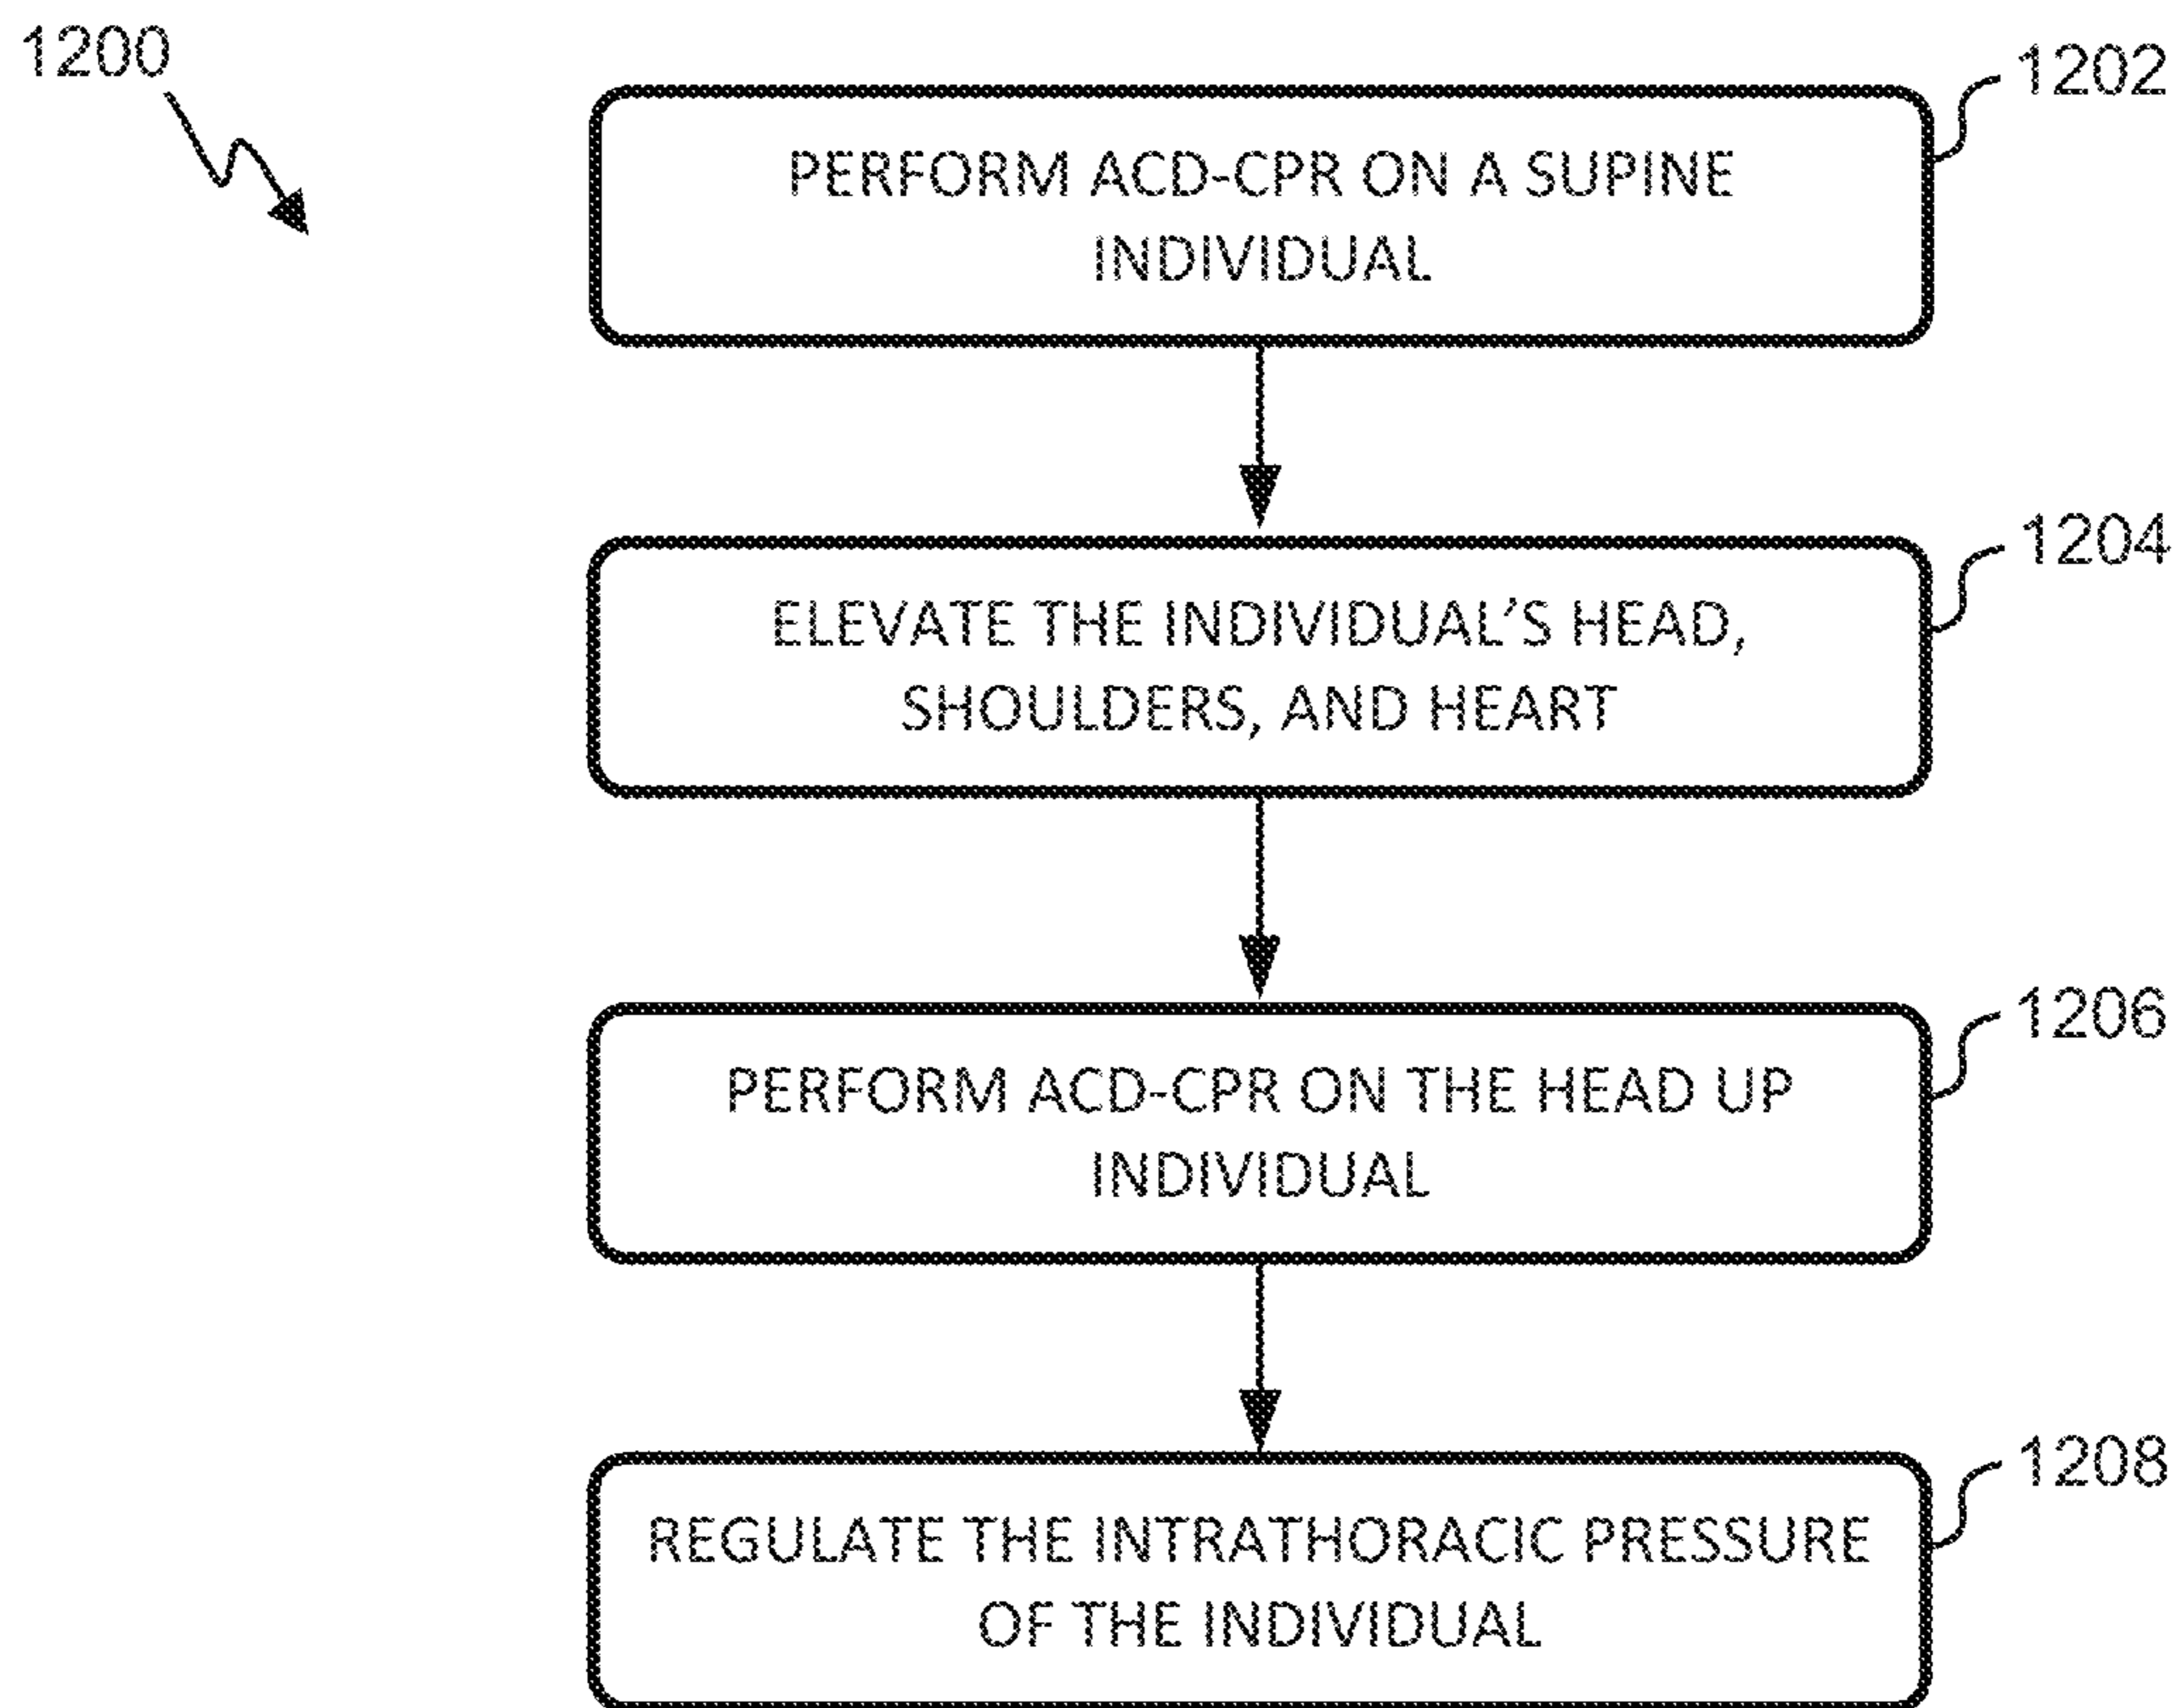 1200
1202
PERFORM ACD-CPR ON A SUPINE
INDIVIDUAL
1204
ELEVATE THE INDIVIDUAL'S HEAD,
SHOULDERS, AND HEART
1206
PERFORM ACD-CPR ON THE HEAD UP
INDIVIDUAL
1208
REGULATE THE INTRATHORACIC PRESSURE
OF THE INDIVIDUAL